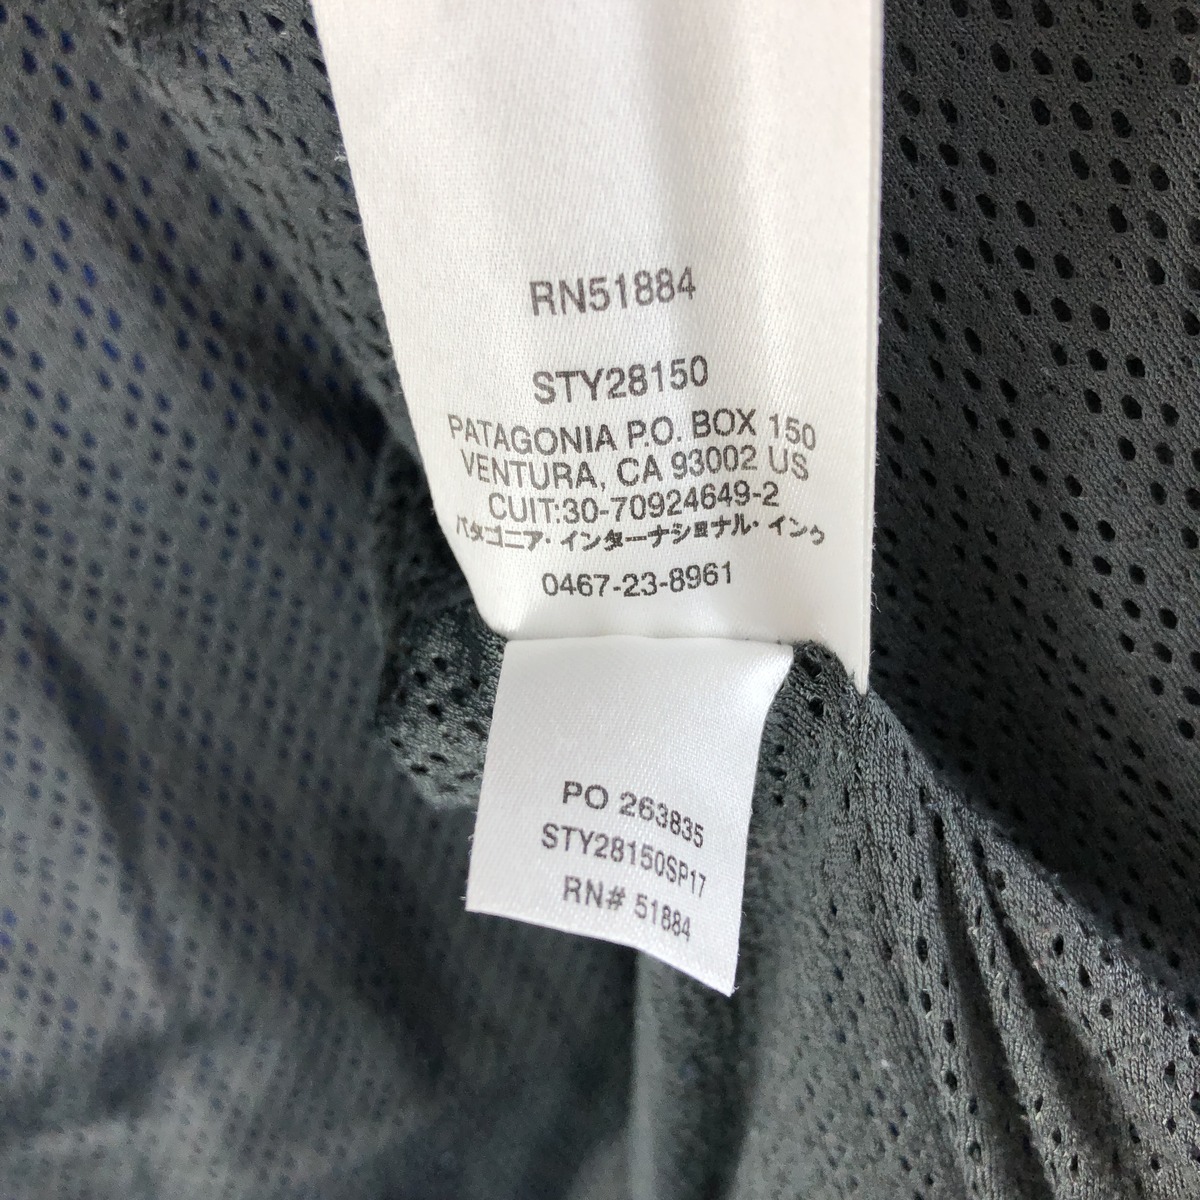 RN51884
STY28150
PATAGONIA P.O. BOX 150
VENTURA, CA 93002 US
CUIT:30-70924649-2
パタゴニア・インターナショナル・インク
0467-23-8961
PO 263835
STY28150SP17
RN# 51884